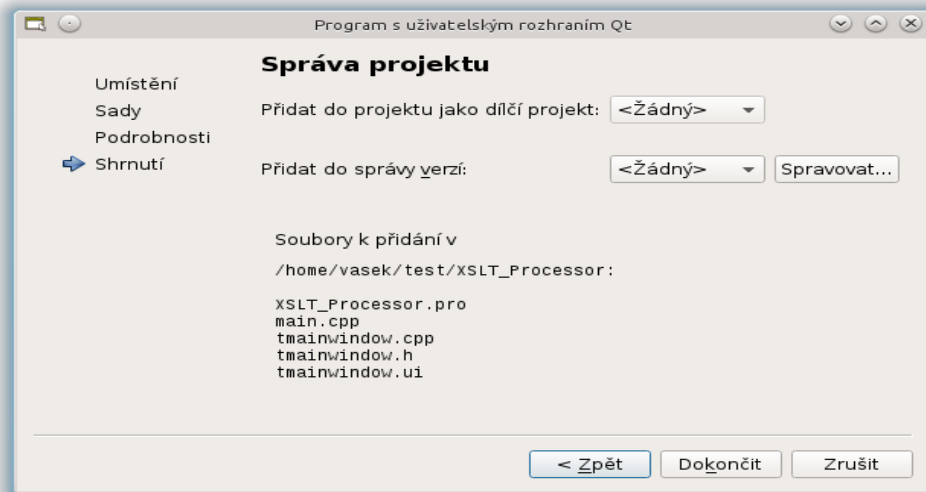 Program s uživatelským rozhraním Qt
Umístění
Sady
Podrobnosti
Shrnutí
Správa projektu
Přidat do projektu jako dílčí projekt: <Žádný>
Přidat do správy verzí: <Žádný> Spravovat...
Soubory k přidání v
/home/vasek/test/XSLT_Processor:
XSLT_Processor.pro
main.cpp
tmainwindow.cpp
tmainwindow.h
tmainwindow.ui
< Zpět Dokončit Zrušit